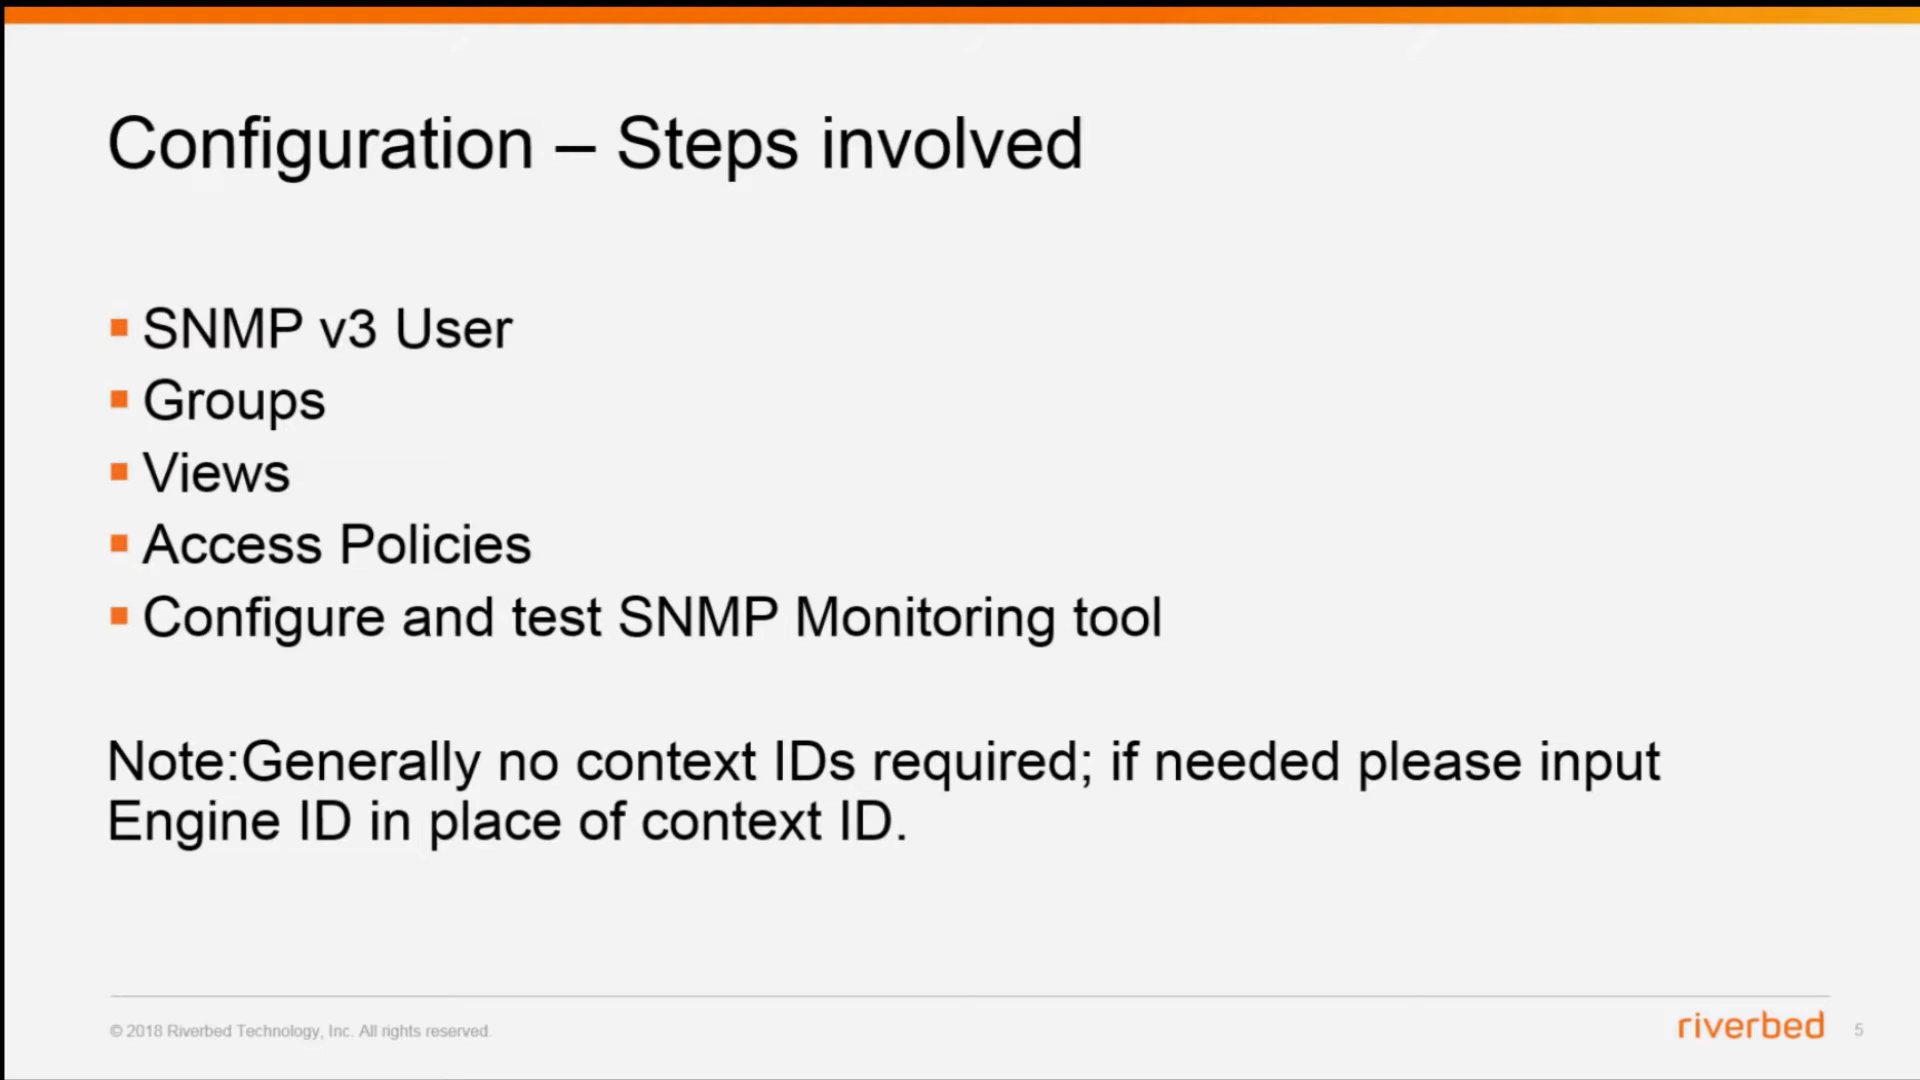 Configuration – Steps involved
SNMP v3 User
Groups
Views
Access Policies
Configure and test SNMP Monitoring tool
Note:Generally no context IDs required; if needed please input
Engine ID in place of context ID.
© 2018 Riverbed Technology, Inc. All rights reserved.
riverbed
5